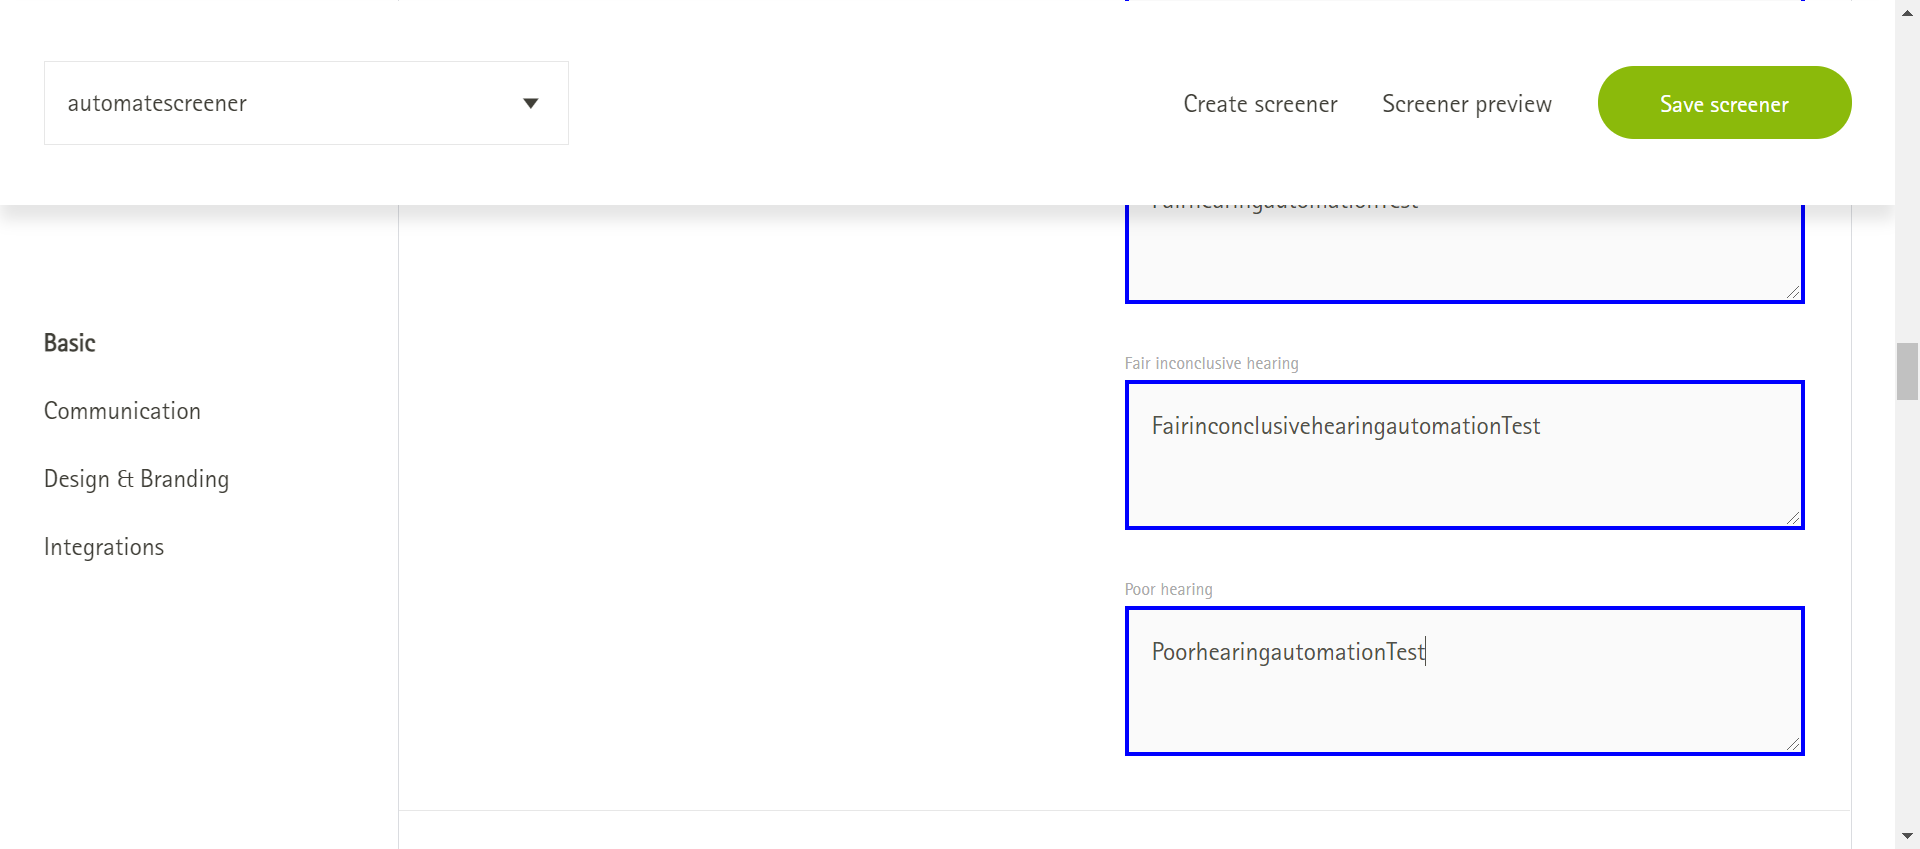 automatescreener
Create screener
Screener preview
Save screener
FairhearingautomationTest
Basic
Communication
Design & Branding
Integrations
Fair inconclusive hearing
FairinconclusivehearingautomationTest
Poor hearing
PoorhearingautomationTest